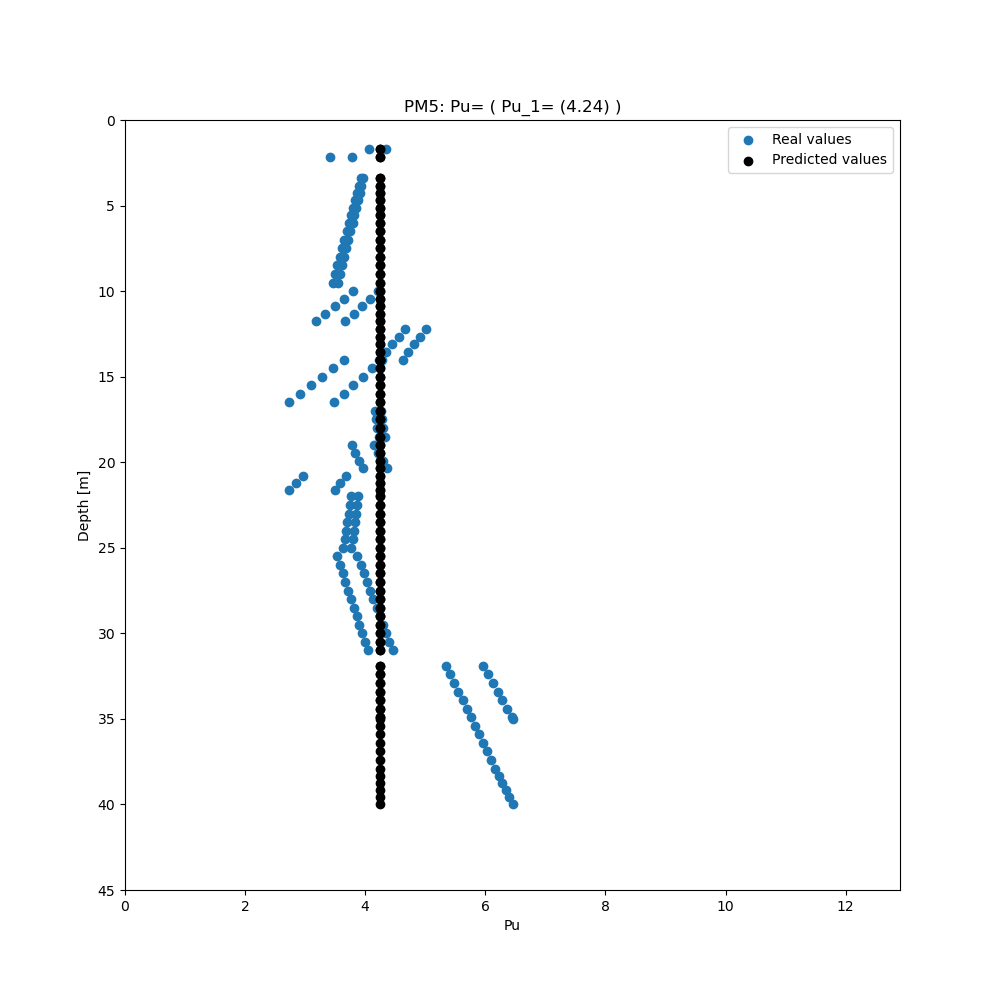 PM5: Pu= ( Pu_1= (4.24) )
Real values
Predicted values
0
5
10
15
20
25
30
35
40
45
Depth [m]
0 2 4 6 8 10 12
Pu